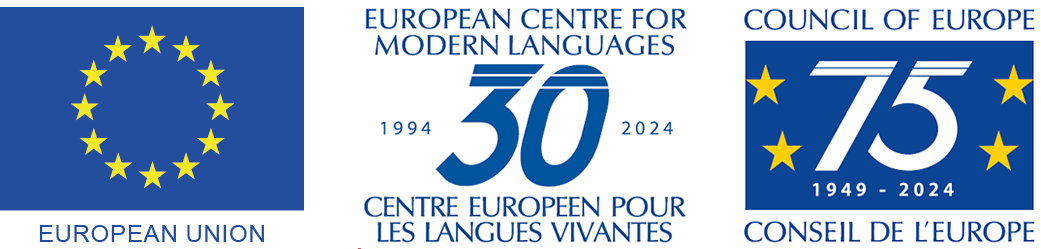 EUROPEAN UNION
EUROPEAN CENTRE FOR
MODERN LANGUAGES
30
1994 2024
CENTRE EUROPEEN POUR
LES LANGUES VIVANTES
COUNCIL OF EUROPE
75
1949 - 2024
CONSEIL DE L'EUROPE